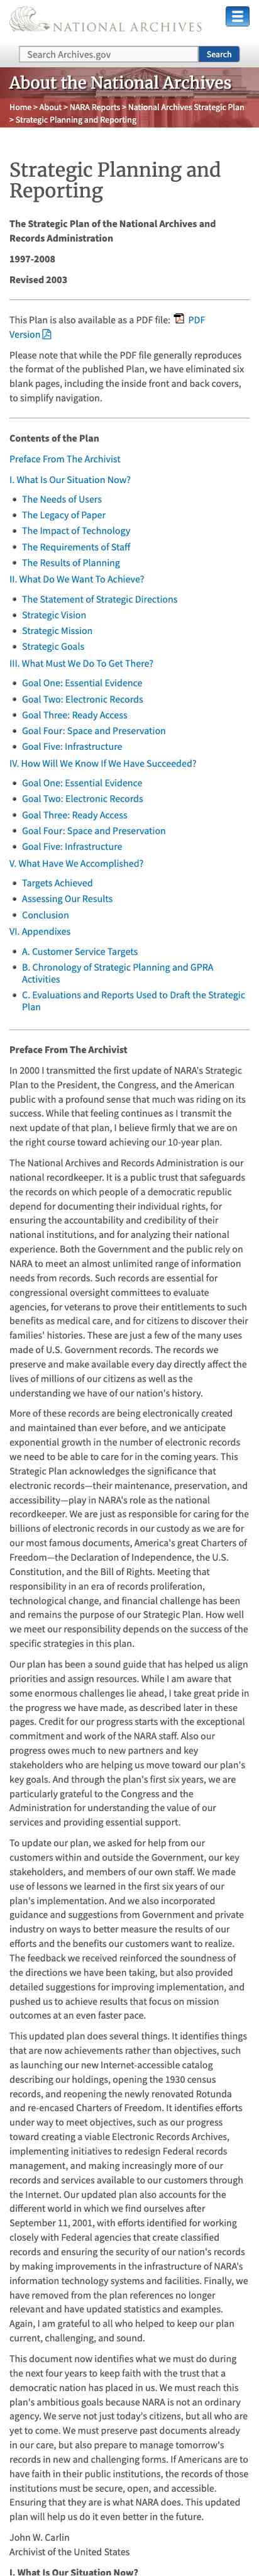 NATIONAL ARCHIVES
Search Archives.gov
Search
About the National Archives
Home > About > NARA Reports > National Archives Strategic Plan
> Strategic Planning and Reporting
Strategic Planning and
Reporting
The Strategic Plan of the National Archives and
Records Administration
1997-2008
Revised 2003
This Plan is also available as a PDF file: PDF
Version
Please note that while the PDF file generally reproduces
the format of the published Plan, we have eliminated six
blank pages, including the inside front and back covers,
to simplify navigation.
Contents of the Plan
Preface From The Archivist
I. What Is Our Situation Now?
The Needs of Users
The Legacy of Paper
The Impact of Technology
The Requirements of Staff
The Results of Planning
II. What Do We Want To Achieve?
The Statement of Strategic Directions
Strategic Vision
Strategic Mission
Strategic Goals
III. What Must We Do To Get There?
Goal One: Essential Evidence
Goal Two: Electronic Records
Goal Three: Ready Access
Goal Four: Space and Preservation
Goal Five: Infrastructure
IV. How Will We Know If We Have Succeeded?
Goal One: Essential Evidence
Goal Two: Electronic Records
Goal Three: Ready Access
Goal Four: Space and Preservation
Goal Five: Infrastructure
V. What Have We Accomplished?
Targets Achieved
Assessing Our Results
Conclusion
VI. Appendixes
A. Customer Service Targets
B. Chronology of Strategic Planning and GPRA
Activities
C. Evaluations and Reports Used to Draft the Strategic
Plan
Preface From The Archivist
In 2000 I transmitted the first update of NARA's Strategic
Plan to the President, the Congress, and the American
public with a profound sense that much was riding on its
success. While that feeling continues as I transmit the
next update of that plan, I believe firmly that we are on
the right course toward achieving our 10-year plan.
The National Archives and Records Administration is our
national recordkeeper. It is a public trust that safeguards
the records on which people of a democratic republic
depend for documenting their individual rights, for
ensuring the accountability and credibility of their
national institutions, and for analyzing their national
experience. Both the Government and the public rely on
NARA to meet an almost unlimited range of information
needs from records. Such records are essential for
congressional oversight committees to evaluate
agencies, for veterans to prove their entitlements to such
benefits as medical care, and for citizens to discover their
families' histories. These are just a few of the many uses
made of U.S. Government records. The records we
preserve and make available every day directly affect the
lives of millions of our citizens as well as the
understanding we have of our nation's history.
More of these records are being electronically created
and maintained than ever before, and we anticipate
exponential growth in the number of electronic records
we need to be able to care for in the coming years. This
Strategic Plan acknowledges the significance that
electronic records—their maintenance, preservation, and
accessibility—play in NARA's role as the national
recordkeeper. We are just as responsible for caring for the
billions of electronic records in our custody as we are for
our most famous documents, America's great Charters of
Freedom—the Declaration of Independence, the U.S.
Constitution, and the Bill of Rights. Meeting that
responsibility in an era of records proliferation,
technological change, and financial challenge has been
and remains the purpose of our Strategic Plan. How well
we meet our responsibility depends on the success of the
specific strategies in this plan.
Our plan has been a sound guide that has helped us align
priorities and assign resources. While I am aware that
some enormous challenges lie ahead, I take great pride in
the progress we have made, as described later in these
pages. Credit for our progress starts with the exceptional
commitment and work of the NARA staff. Also our
progress owes much to new partners and key
stakeholders who are helping us move toward our plan's
key goals. And through the plan's first six years, we are
particularly grateful to the Congress and the
Administration for understanding the value of our
services and providing essential support.
To update our plan, we asked for help from our
customers within and outside the Government, our key
stakeholders, and members of our own staff. We made
use of lessons we learned in the first six years of our
plan's implementation. And we also incorporated
guidance and suggestions from Government and private
industry on ways to better measure the results of our
efforts and the benefits our customers want to realize.
The feedback we received reinforced the soundness of
the directions we have been taking, but also provided
detailed suggestions for improving implementation, and
pushed us to achieve results that focus on mission
outcomes at an even faster pace.
This updated plan does several things. It identifies things
that are now achievements rather than objectives, such
as launching our new Internet-accessible catalog
describing our holdings, opening the 1930 census
records, and reopening the newly renovated Rotunda
and re-encased Charters of Freedom. It identifies efforts
under way to meet objectives, such as our progress
toward creating a viable Electronic Records Archives,
implementing initiatives to redesign Federal records
management, and making increasingly more of our
records and services available to our customers through
the Internet. Our updated plan also accounts for the
different world in which we find ourselves after
September 11, 2001, with efforts identified for working
closely with Federal agencies that create classified
records and ensuring the security of our nation's records
by making improvements in the infrastructure of NARA's
information technology systems and facilities. Finally, we
have removed from the plan references no longer
relevant and have updated statistics and examples.
Again, I am grateful to all who helped to keep our plan
current, challenging, and sound.
This document now identifies what we must do during
the next four years to keep faith with the trust that a
democratic nation has placed in us. We must reach this
plan's ambitious goals because NARA is not an ordinary
agency. We serve not just today's citizens, but all who are
yet to come. We must preserve past documents already
in our care, but also prepare to manage tomorrow's
records in new and challenging forms. If Americans are to
have faith in their public institutions, the records of those
institutions must be secure, open, and accessible.
Ensuring that they are is what NARA does. This updated
plan will help us do it even better in the future.
John W. Carlin
Archivist of the United States
I. What Is Our Situation Now?